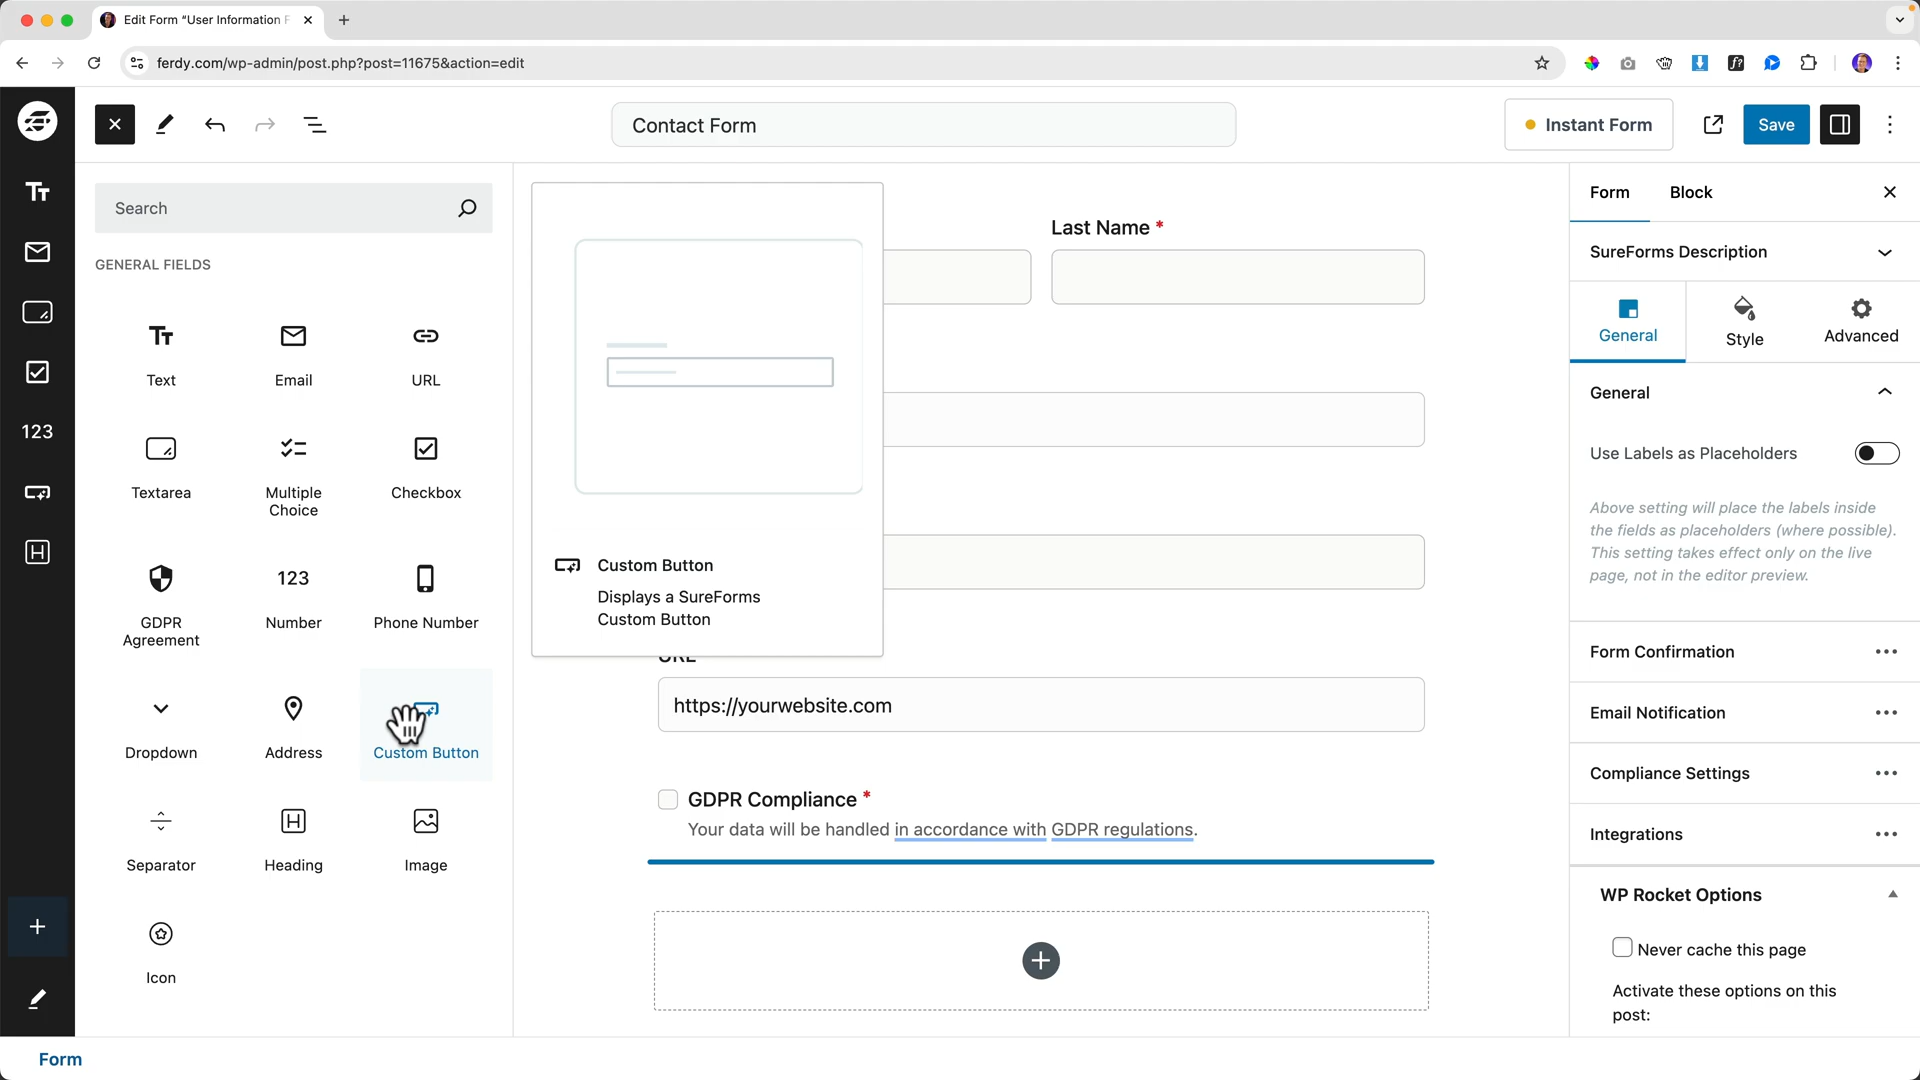 Edit Form “User Information F
ferdy.com/wp-admin/post.php?post=11675&action=edit
Contact Form
Instant Form
Save
Tт
123
H
Search
GENERAL FIELDS
Tт
Text
Email
URL
Textarea
Multiple
Choice
Checkbox
GDPR
Agreement
123
Number
Phone Number
Dropdown
Address
Custom Button
Separator
H
Heading
Image
Icon
Custom Button
Displays a SureForms
Custom Button
Last Name *
URL
https://yourwebsite.com
GDPR Compliance *
Your data will be handled in accordance with GDPR regulations.
Form
Block
SureForms Description
General
Style
Advanced
General
Use Labels as Placeholders
Above setting will place the labels inside
the fields as placeholders (where possible).
This setting takes effect only on the live
page, not in the editor preview.
Form Confirmation
Email Notification
Compliance Settings
Integrations
WP Rocket Options
Never cache this page
Activate these options on this
post:
Form